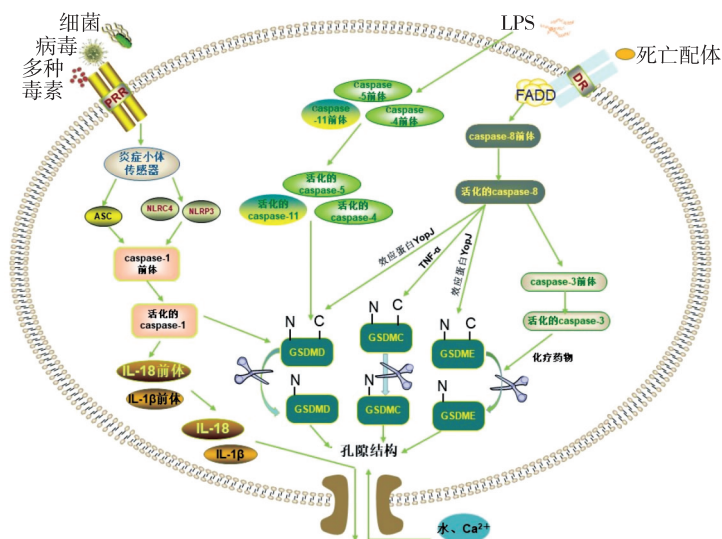 细菌
病毒
多种
毒素
PRR
LPS
死亡配体
DR
FADD
caspase
-5前体
caspase
-11前体
caspase
-4前体
caspase-8前体
炎症小体
传感器
活化的
caspase-5
活化的caspase-8
ASC
NLRC4
NLRP3
活化的
caspase-11
活化的
caspase-4
效应蛋白YopJ
TNF-α
效应蛋白YopJ
caspase-1
前体
caspase-3前体
活化的
caspase-1
活化的caspase-3
N C
GSDMD
N C
GSDMC
N C
GSDME
化疗药物
IL-18前体
IL-1β前体
N
GSDMD
N
GSDMC
N
GSDME
IL-18
IL-1β
孔隙结构
水、Ca²⁺